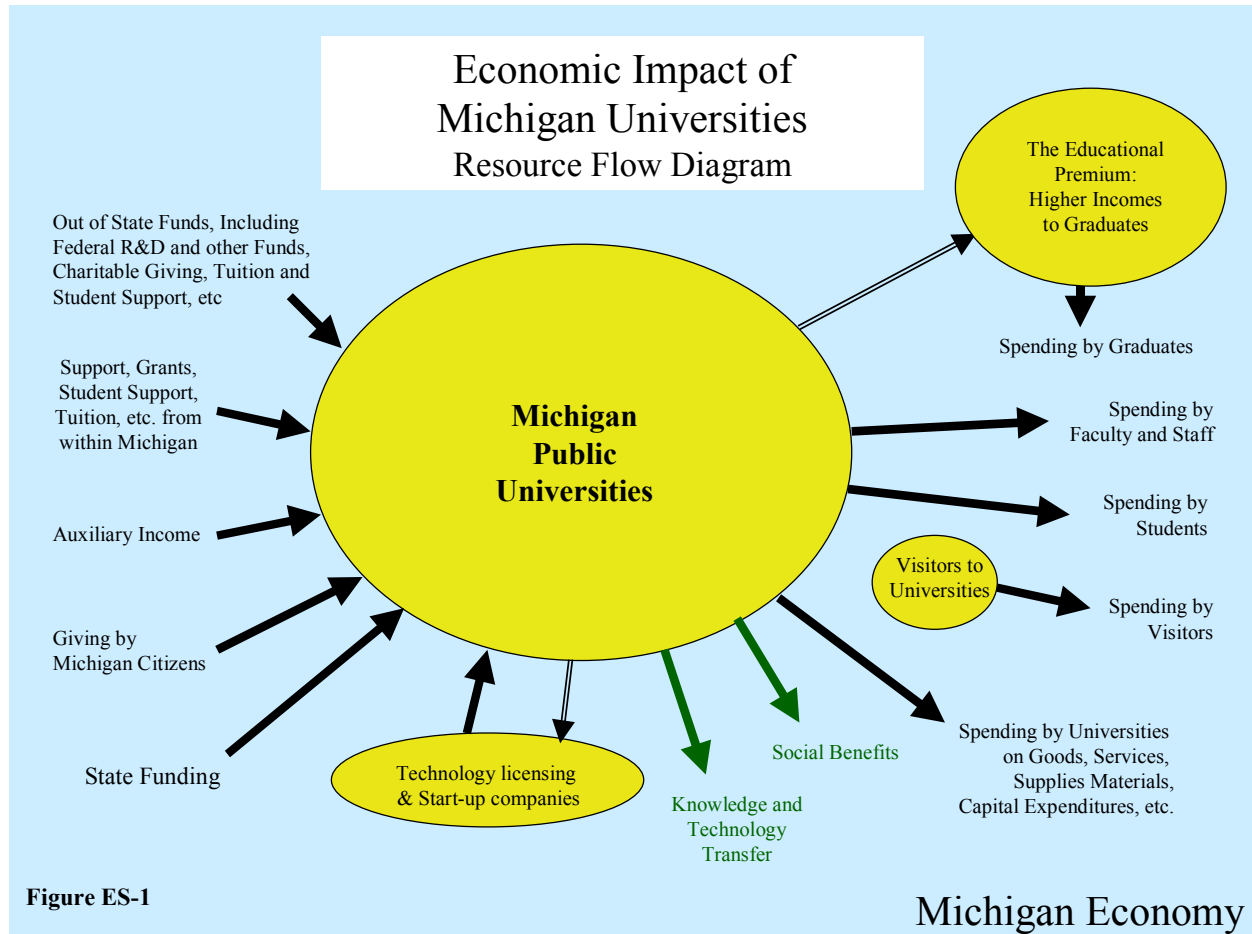 Economic Impact of
Michigan Universities
Resource Flow Diagram
The Educational
Premium:
Higher Incomes
to Graduates
Out of State Funds, Including
Federal R&D and other Funds,
Charitable Giving, Tuition and
Student Support, etc
Spending by Graduates
Support, Grants,
Student Support,
Tuition, etc. from
within Michigan
Michigan
Public
Universities
Spending by
Faculty and Staff
Auxiliary Income
Spending by
Students
Visitors to
Universities
Spending by
Visitors
Giving by
Michigan Citizens
State Funding
Technology licensing
& Start-up companies
Social Benefits
Knowledge and
Technology
Transfer
Spending by Universities
on Goods, Services,
Supplies Materials,
Capital Expenditures, etc.
Figure ES-1
Michigan Economy